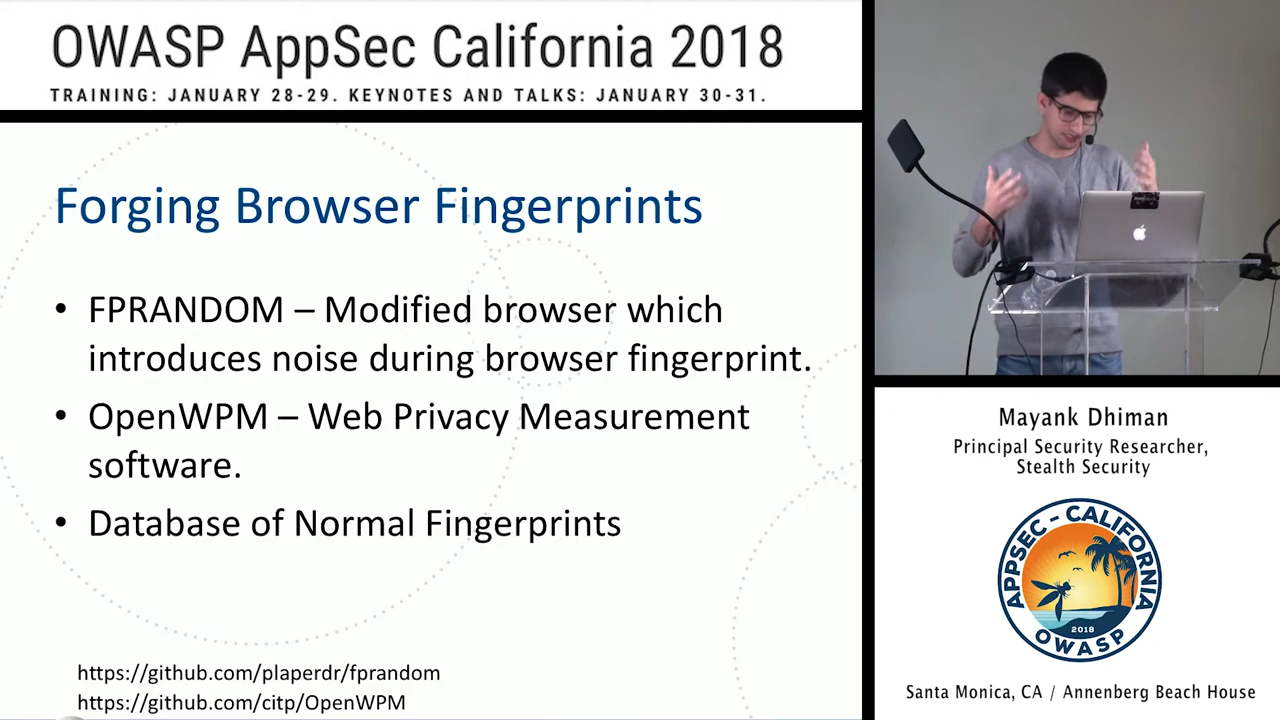 OWASP AppSec California 2018
TRAINING: JANUARY 28-29. KEYNOTES AND TALKS: JANUARY 30-31.
Forging Browser Fingerprints
• FPRANDOM – Modified browser which
introduces noise during browser fingerprint.
• OpenWPM – Web Privacy Measurement
software.
• Database of Normal Fingerprints
https://github.com/plaperdr/fprandom
https://github.com/citp/OpenWPM
Mayank Dhiman
Principal Security Researcher,
Stealth Security
APPSEC - CALIFORNIA
2018
OWASP
Santa Monica, CA / Annenberg Beach House